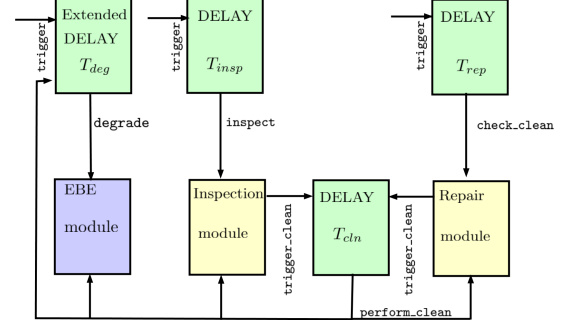 trigger
Extended
DELAY
T_deg
trigger
DELAY
T_insp
trigger
DELAY
T_rep
degrade
inspect
check_clean
EBE
module
Inspection
module
trigger_clean
DELAY
T_cln
trigger_clean
Repair
module
perform_clean